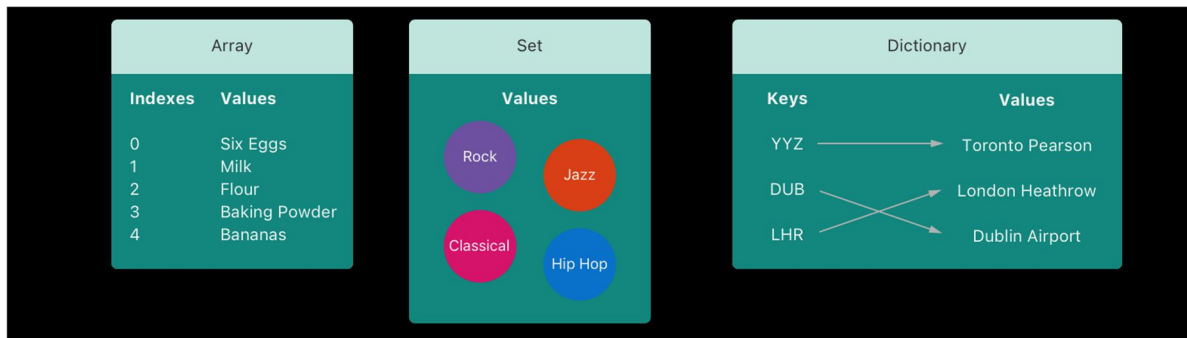 Array
Indexes Values
0 Six Eggs
1 Milk
2 Flour
3 Baking Powder
4 Bananas
Set
Values
Rock
Jazz
Classical
Hip Hop
Dictionary
Keys Values
YYZ Toronto Pearson
DUB London Heathrow
LHR Dublin Airport